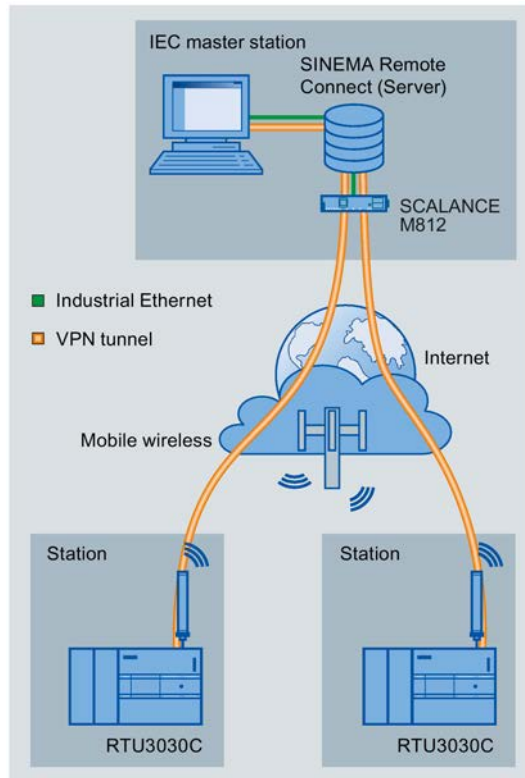 IEC master station
SINEMA Remote
Connect (Server)
SCALANCE
M812
Industrial Ethernet
VPN tunnel
Internet
Mobile wireless
Station
Station
RTU3030C
RTU3030C